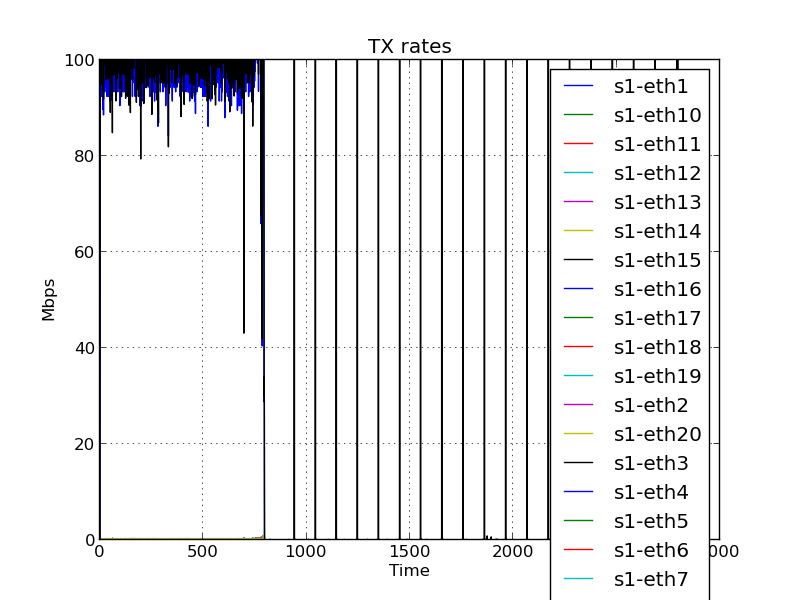 TX rates
100
80
60
40
20
0
Mbps
0 500 1000 1500 2000 000
Time
s1-eth1
s1-eth10
s1-eth11
s1-eth12
s1-eth13
s1-eth14
s1-eth15
s1-eth16
s1-eth17
s1-eth18
s1-eth19
s1-eth2
s1-eth20
s1-eth3
s1-eth4
s1-eth5
s1-eth6
s1-eth7